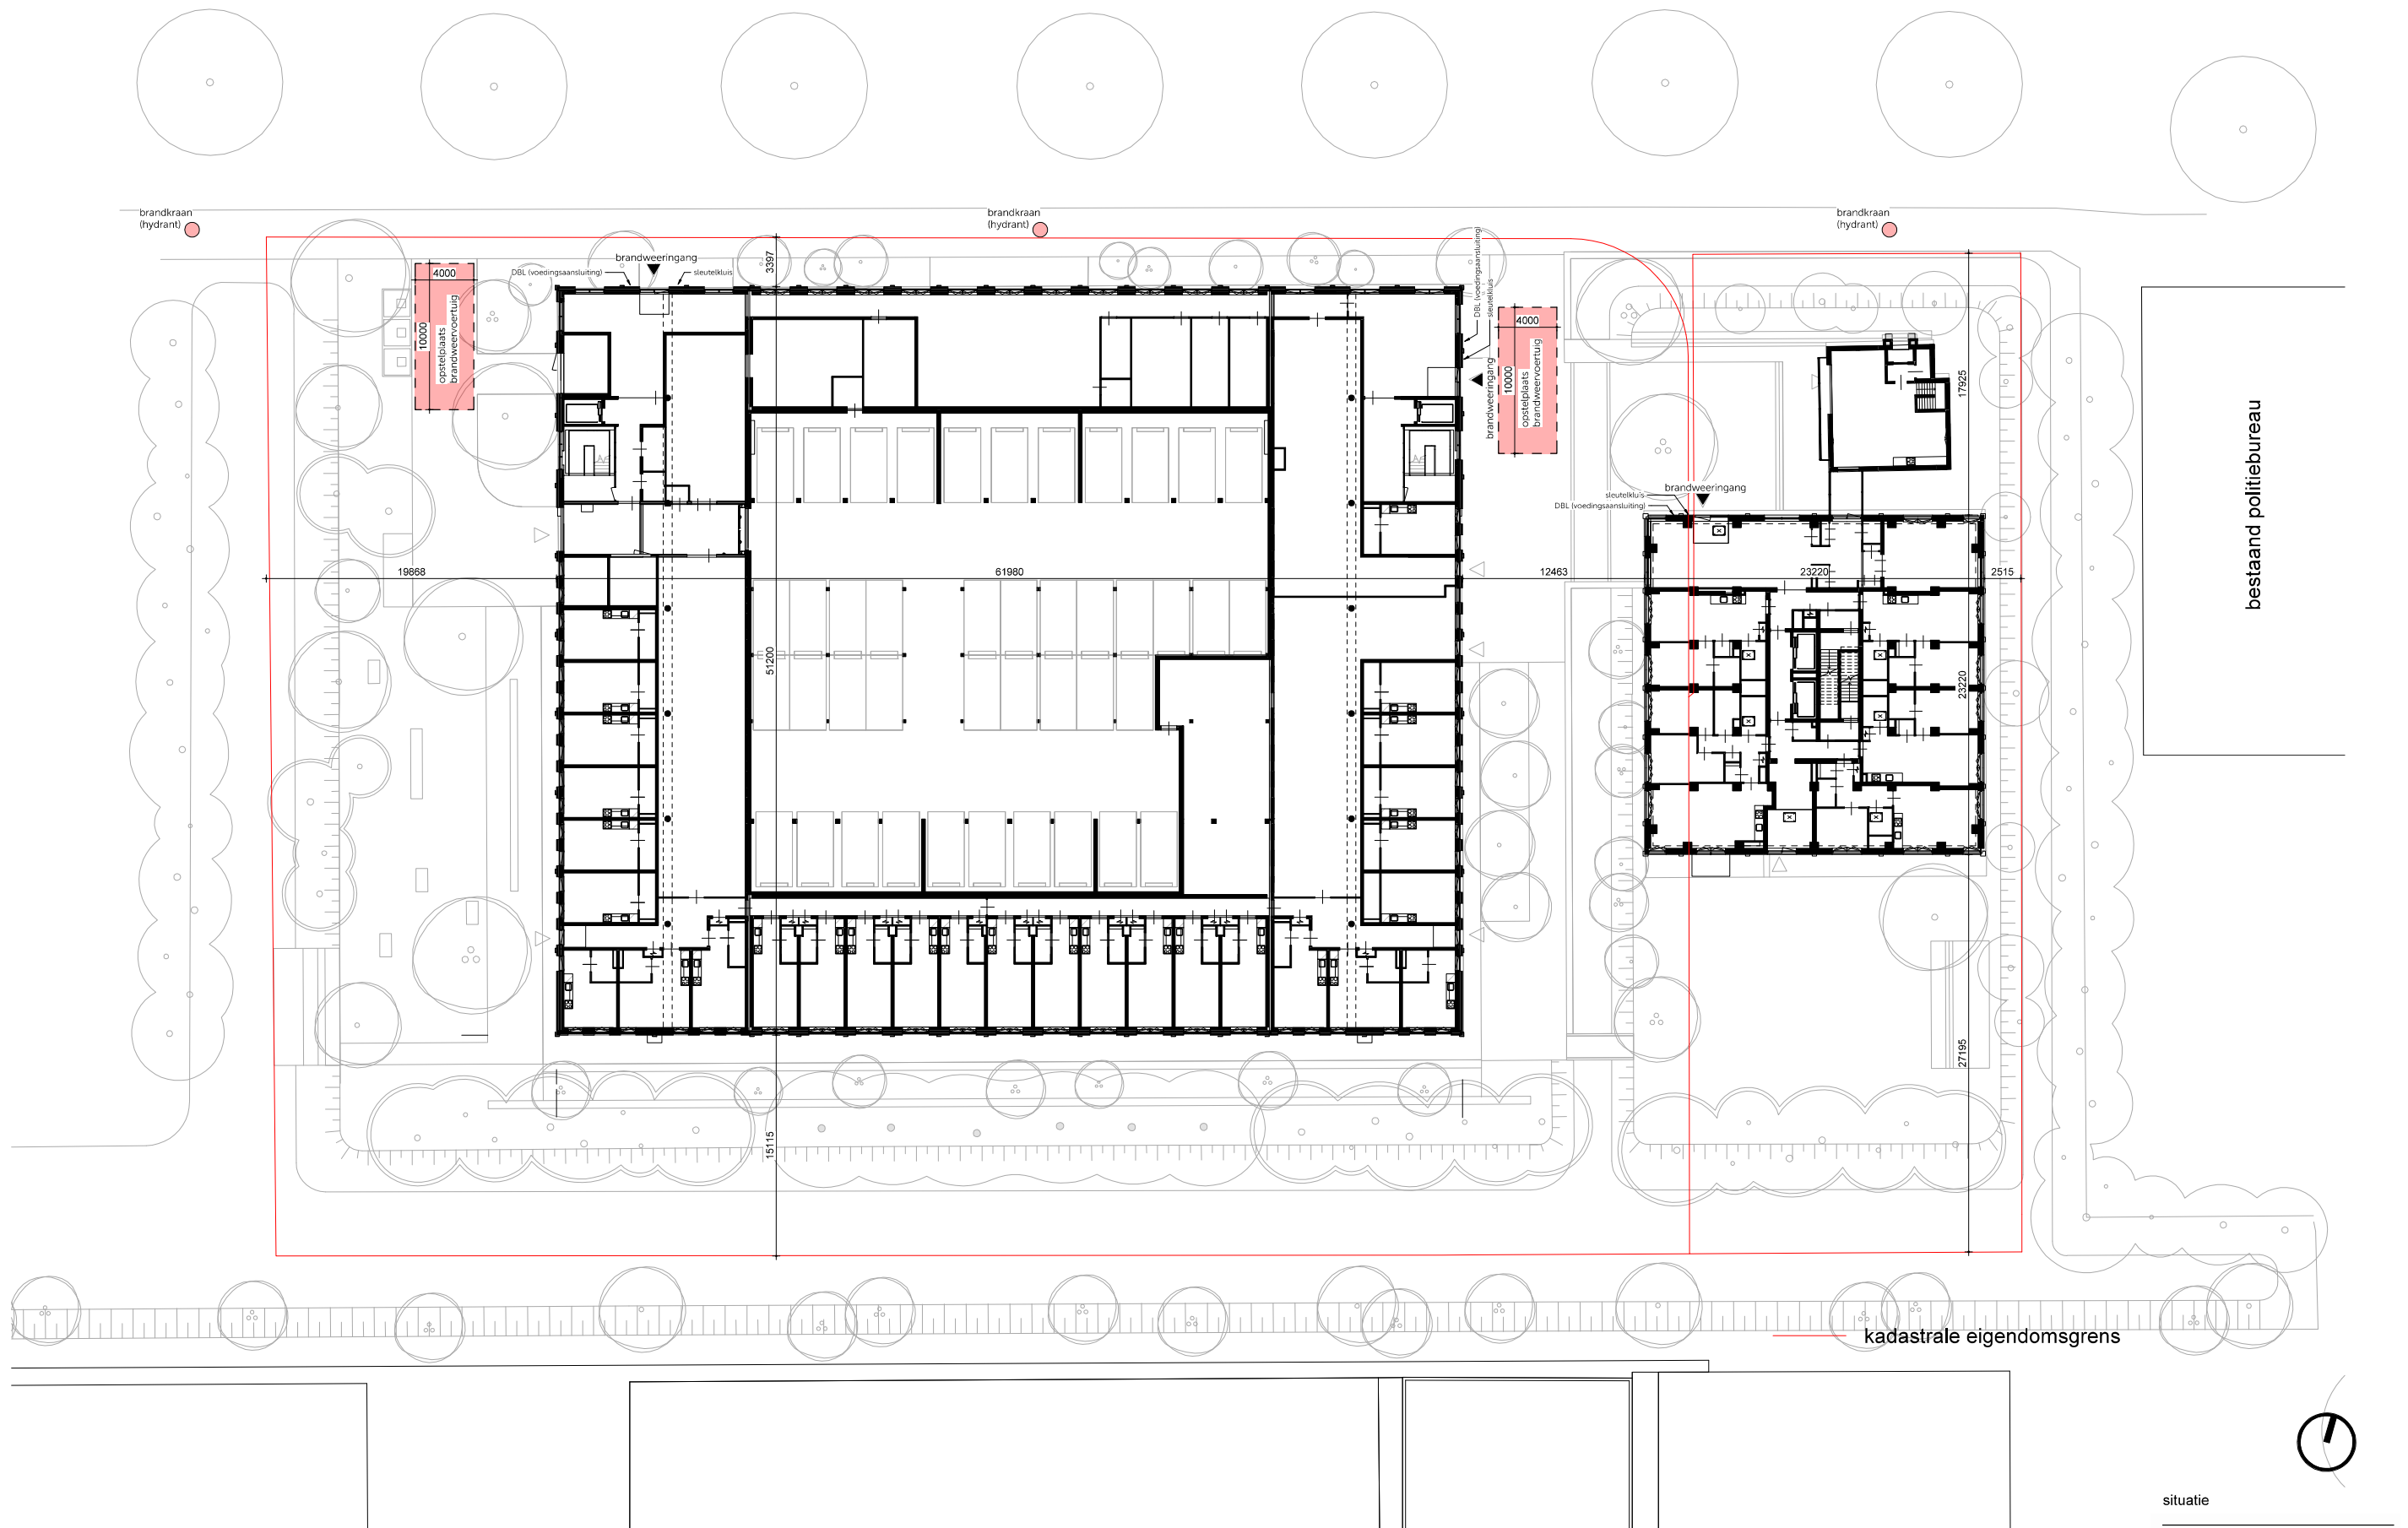 brandkraan
(hydrant)
brandkraan
(hydrant)
brandkraan
(hydrant)
brandweeringang
DBL (voedingsaansluiting)
sleutelkluis
3397
4000
10000
opstelplaats
brandweervoertuig
DBL (voedingsaansluiting)
sleutelkluis
brandweeringang
4000
10000
opstelplaats
brandweervoertuig
17925
bestaand politiebureau
brandweeringang
sleutelkluis
DBL (voedingsaansluiting)
19868
61980
12463
23220
2515
51200
23220
27195
15115
kadastrale eigendomsgrens
situatie